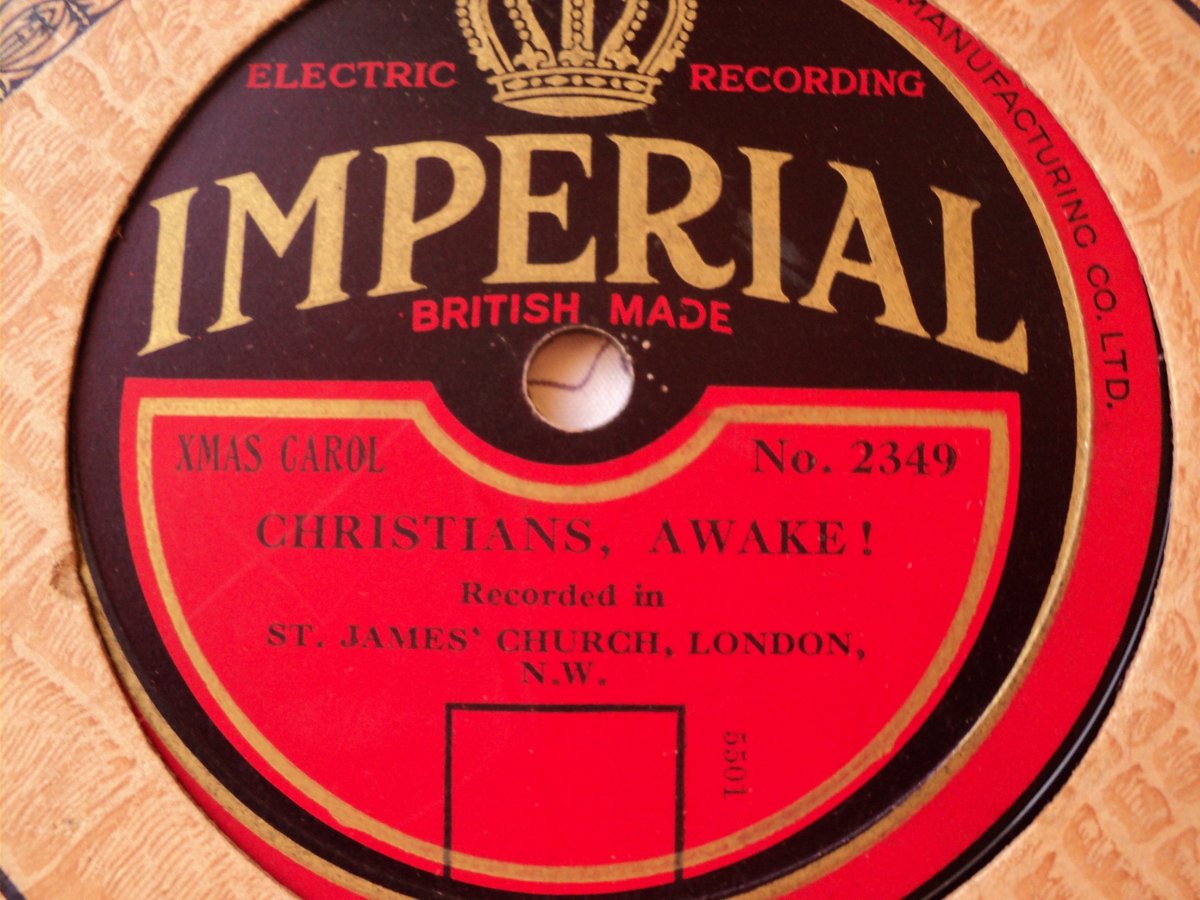 ELECTRIC RECORDING
IMPERIAL
BRITISH MADE
MANUFACTURING CO. LTD.
XMAS CAROL No. 2349
CHRISTIANS, AWAKE!
Recorded in
ST. JAMES' CHURCH, LONDON,
N.W.
5501